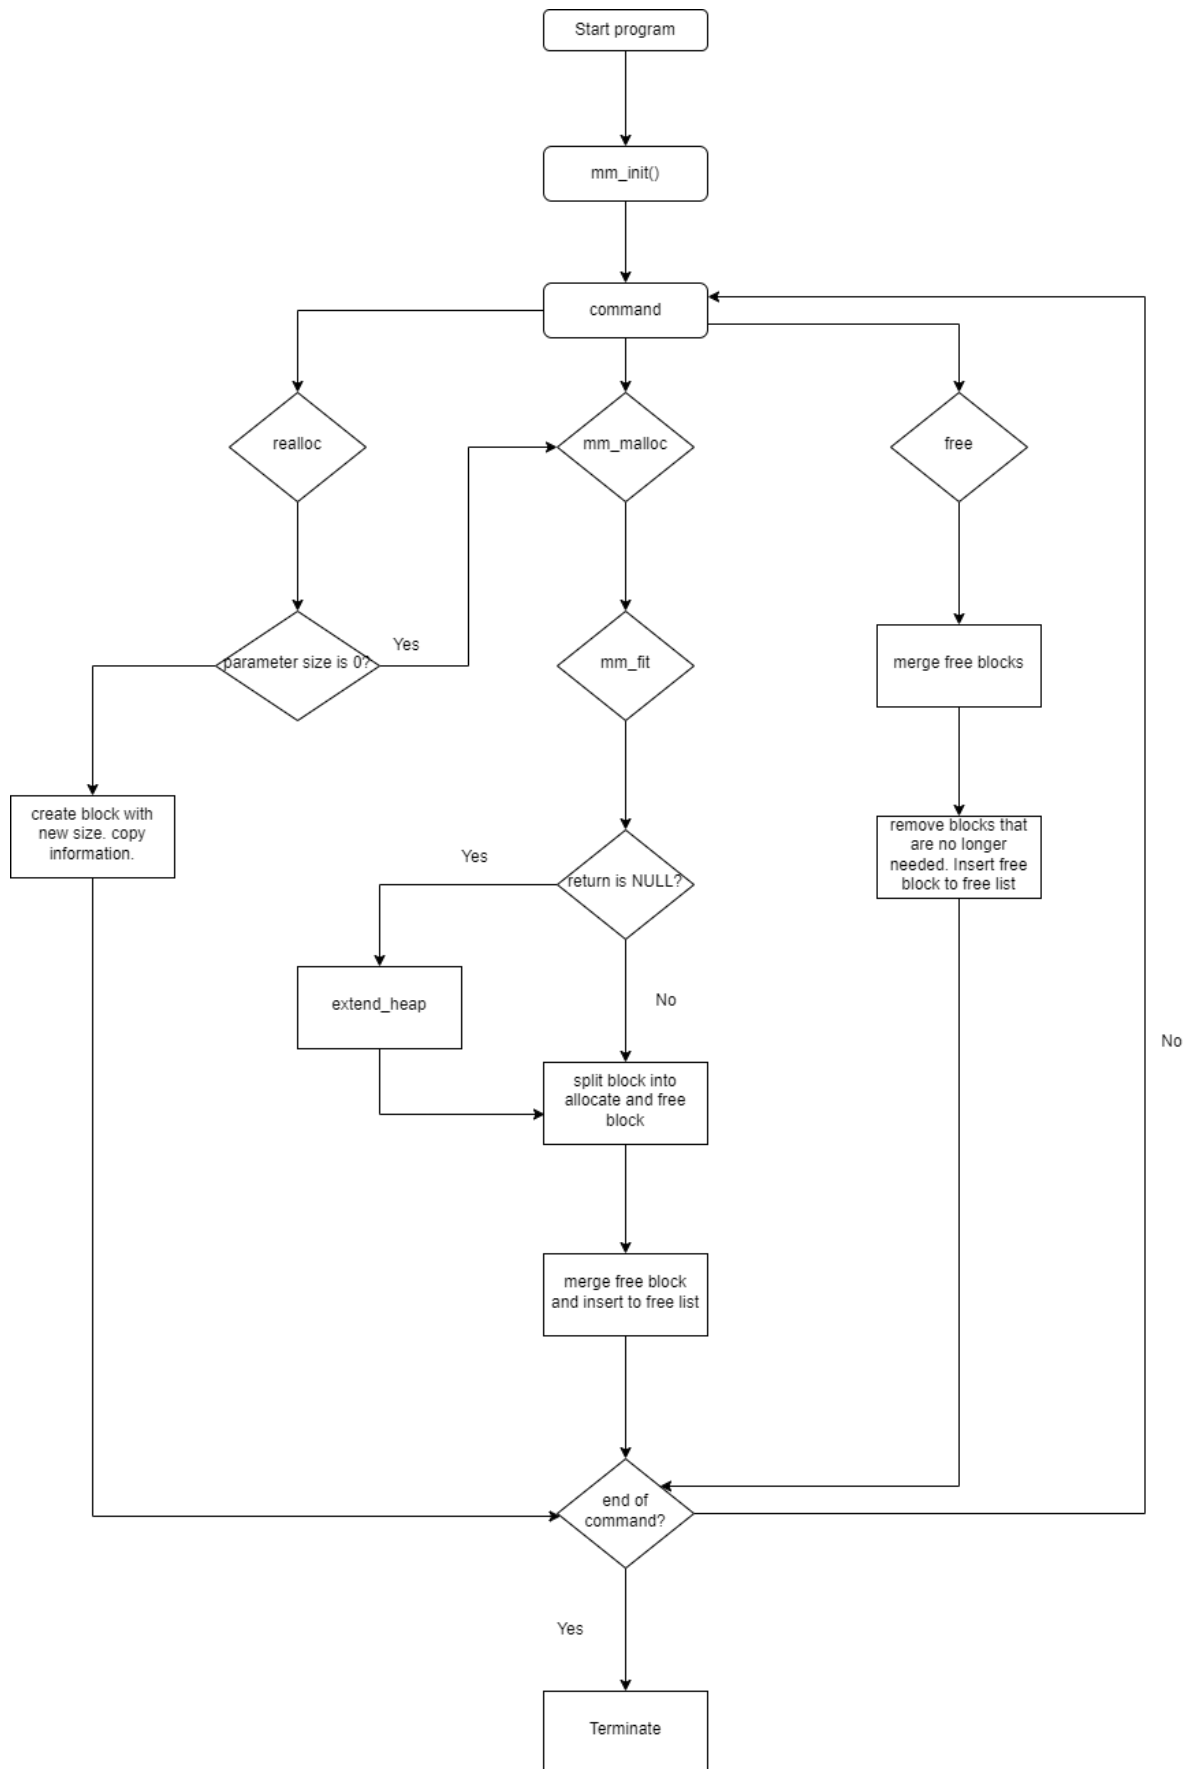 Start program
mm_init()
command
realloc
mm_malloc
free
Yes
parameter size is 0?
mm_fit
merge free blocks
create block with
new size. copy
information.
remove blocks that
are no longer
needed. Insert free
block to free list
Yes
return is NULL?
extend_heap
No
No
split block into
allocate and free
block
merge free block
and insert to free list
end of
command?
Yes
Terminate